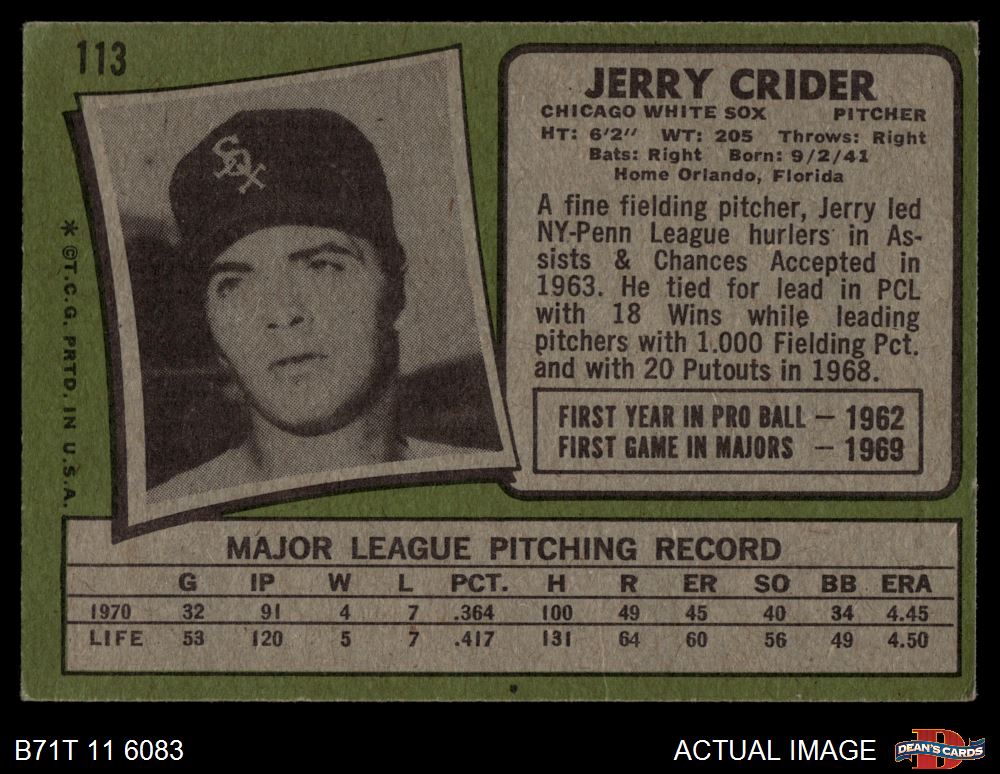 113
SOX
* ©T.C.G. PRTD. IN U.S.A.
JERRY CRIDER
CHICAGO WHITE SOX PITCHER
HT: 6'2" WT: 205 Throws: Right
Bats: Right Born: 9/2/41
Home Orlando, Florida
A fine fielding pitcher, Jerry led
NY-Penn League hurlers in As-
sists & Chances Accepted in
1963. He tied for lead in PCL
with 18 Wins while leading
pitchers with 1.000 Fielding Pct.
and with 20 Putouts in 1968.
FIRST YEAR IN PRO BALL — 1962
FIRST GAME IN MAJORS — 1969
MAJOR LEAGUE PITCHING RECORD
G IP W L PCT. H R ER SO BB ERA
1970 32 91 4 7 .364 100 49 45 40 34 4.45
LIFE 53 120 5 7 .417 131 64 60 56 49 4.50
B71T 11 6083
ACTUAL IMAGE
D
DEAN'S CARDS